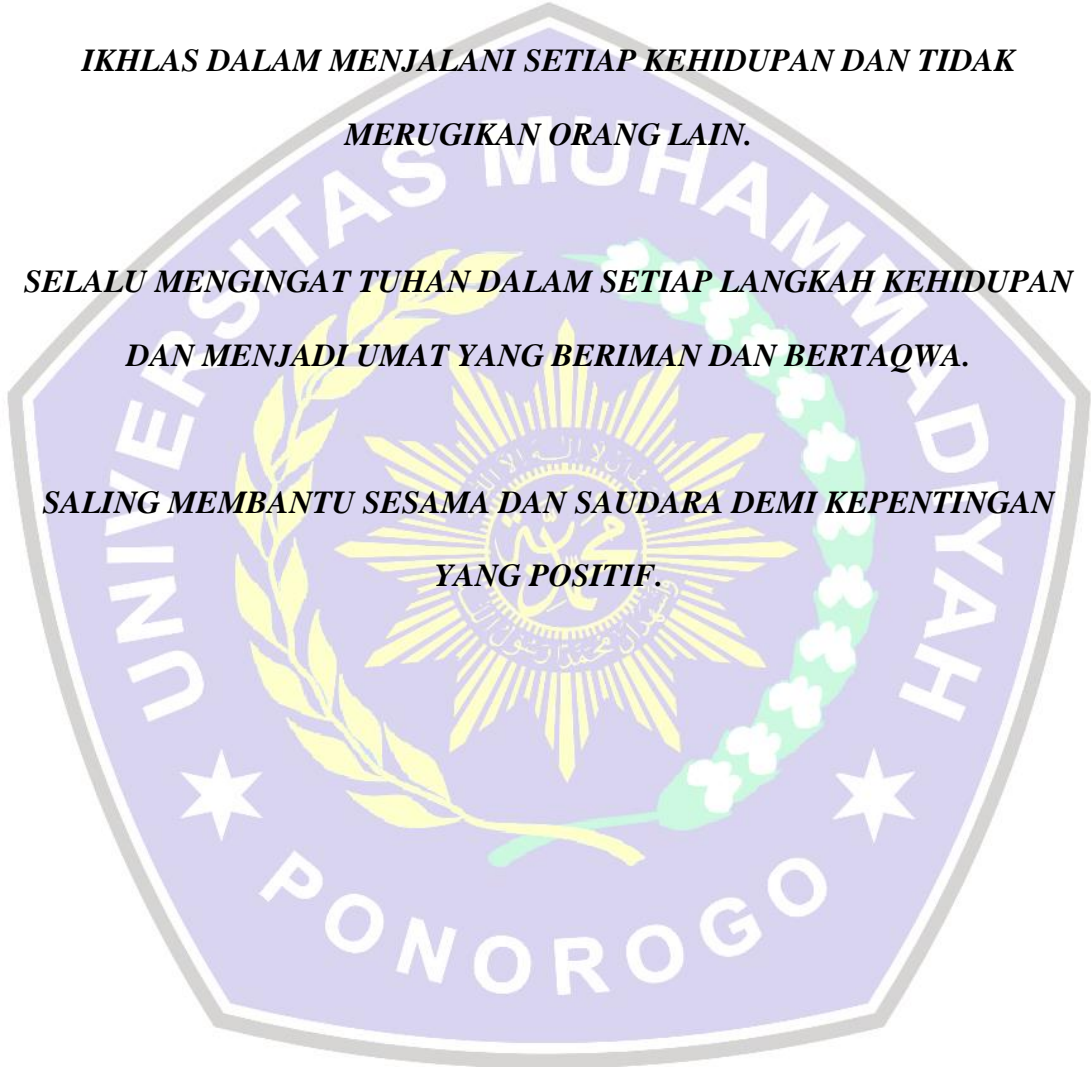 IKHLAS DALAM MENJALANI SETIAP KEHIDUPAN DAN TIDAK
MERUGIKAN ORANG LAIN.
SELALU MENGINGAT TUHAN DALAM SETIAP LANGKAH KEHIDUPAN
DAN MENJADI UMAT YANG BERIMAN DAN BERTAQWA.
SALING MEMBANTU SESAMA DAN SAUDARA DEMI KEPENTINGAN
YANG POSITIF.
UNIVERSITAS MUHAMMADIYAH
PONOROGO
محمدية